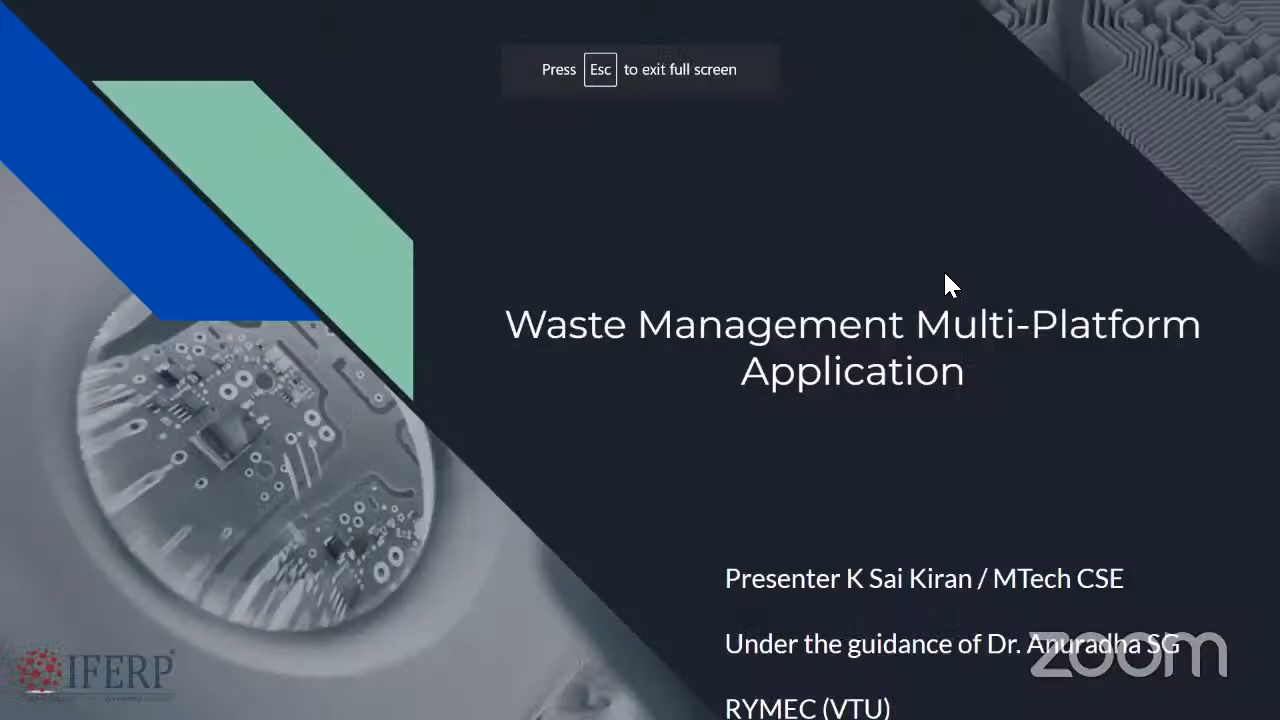 Press Esc to exit full screen
Waste Management Multi-Platform
Application
Presenter K Sai Kiran / MTech CSE
Under the guidance of Dr. Anuradha SG
zoom
RYMEC (VTU)
IFERP